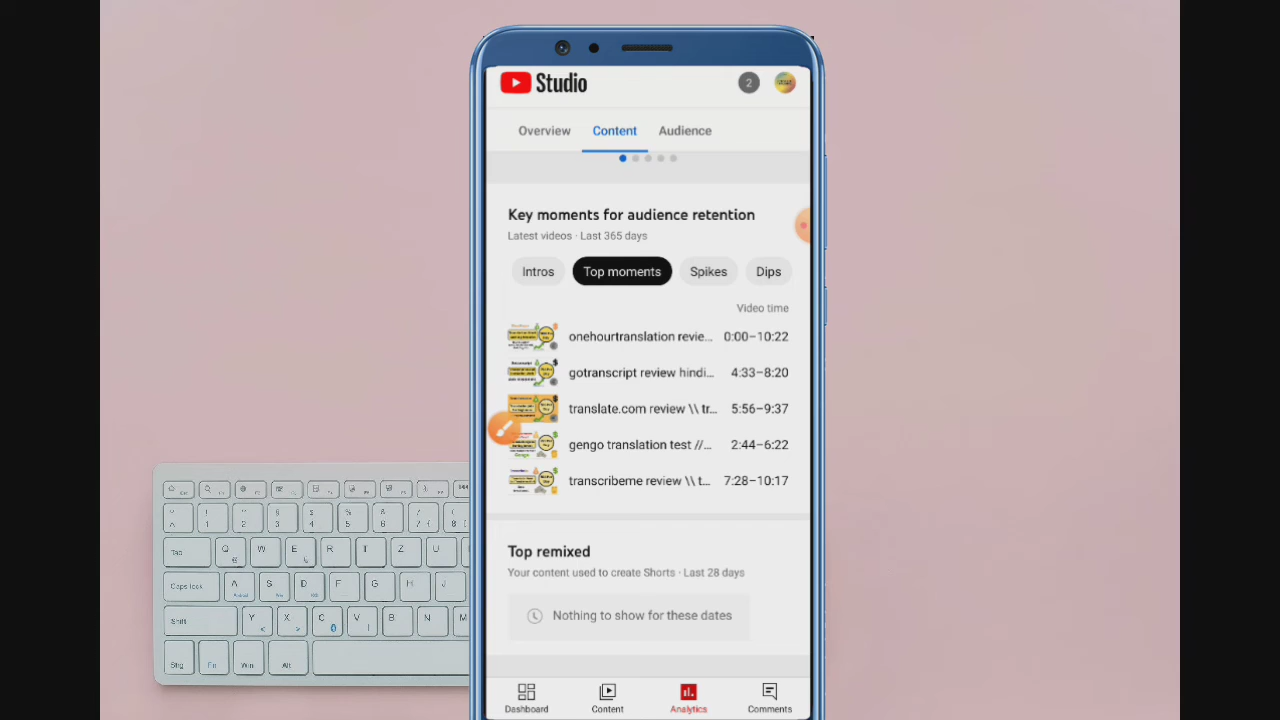 Studio
2
Overview Content Audience
Key moments for audience retention
Latest videos · Last 365 days
Intros Top moments Spikes Dips
Video time
onehourtranslation revie... 0:00–10:22
gotranscript review hindi... 4:33–8:20
translate.com review \\ tr... 5:56–9:37
gengo translation test //... 2:44–6:22
transcribeme review \\ t... 7:28–10:17
Top remixed
Your content used to create Shorts · Last 28 days
Nothing to show for these dates
Dashboard Content Analytics Comments
Tab Q W E R T Z U
Caps lock A S D F G H J
Shift Y X C V B N M
Strg Fn Win Alt